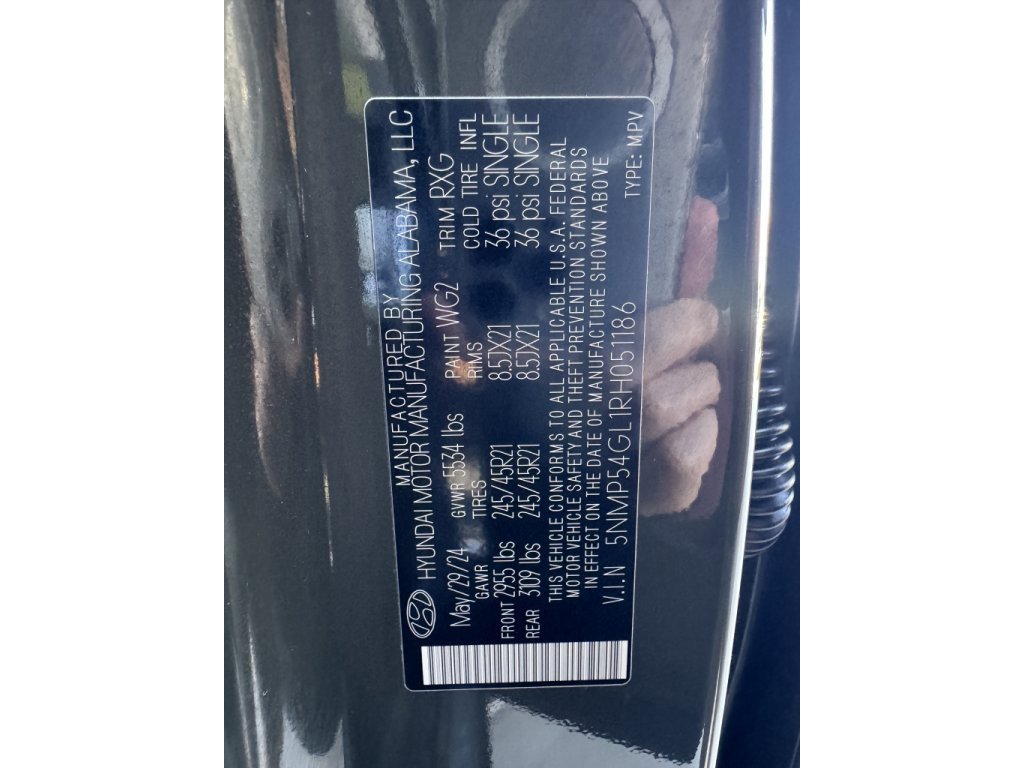 MANUFACTURED BY
HYUNDAI MOTOR MANUFACTURING ALABAMA, LLC
May/29/24 GVWR 5534 lbs PAINT WG2 TRIM RXG
GAWR TIRES RIMS COLD TIRE INFL
FRONT 2955 lbs 245/45R21 8.5JX21 36 psi SINGLE
REAR 3109 lbs 245/45R21 8.5JX21 36 psi SINGLE
THIS VEHICLE CONFORMS TO ALL APPLICABLE U.S.A. FEDERAL
MOTOR VEHICLE SAFETY AND THEFT PREVENTION STANDARDS
IN EFFECT ON THE DATE OF MANUFACTURE SHOWN ABOVE
V.I.N 5NMP54GL1RH051186 TYPE: MPV